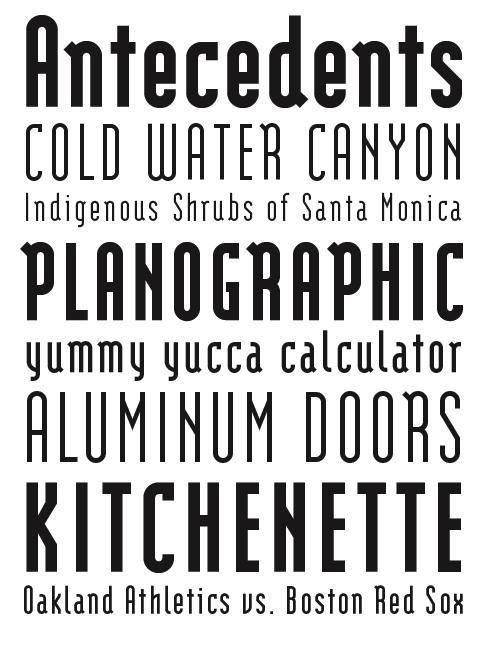 Antecedents
COLD WATER CANYON
Indigenous Shrubs of Santa Monica
PLANOGRAPHIC
yummy yucca calculator
ALUMINUM DOORS
KITCHENETTE
Oakland Athletics vs. Boston Red Sox